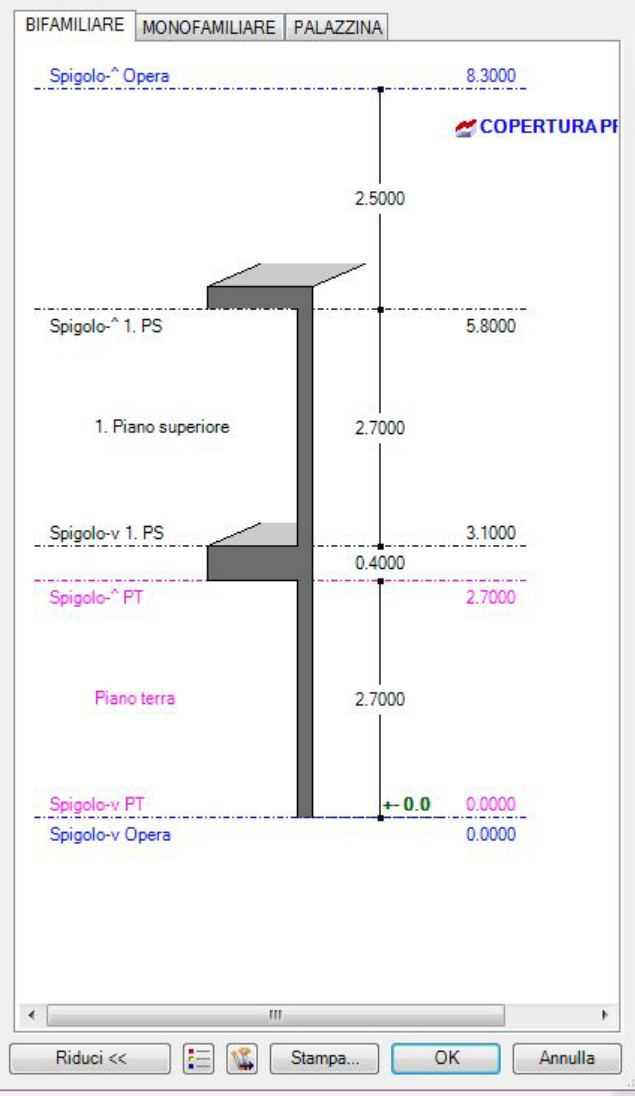 BIFAMILIARE MONOFAMILIARE PALAZZINA
Spigolo-^ Opera 8.3000
COPERTURA
2.5000
Spigolo-^ 1. PS 5.8000
1. Piano superiore 2.7000
Spigolo-v 1. PS 3.1000
0.4000
Spigolo-^ PT 2.7000
Piano terra 2.7000
Spigolo-v PT +- 0.0 0.0000
Spigolo-v Opera 0.0000
Riduci << Stampa... OK Annulla